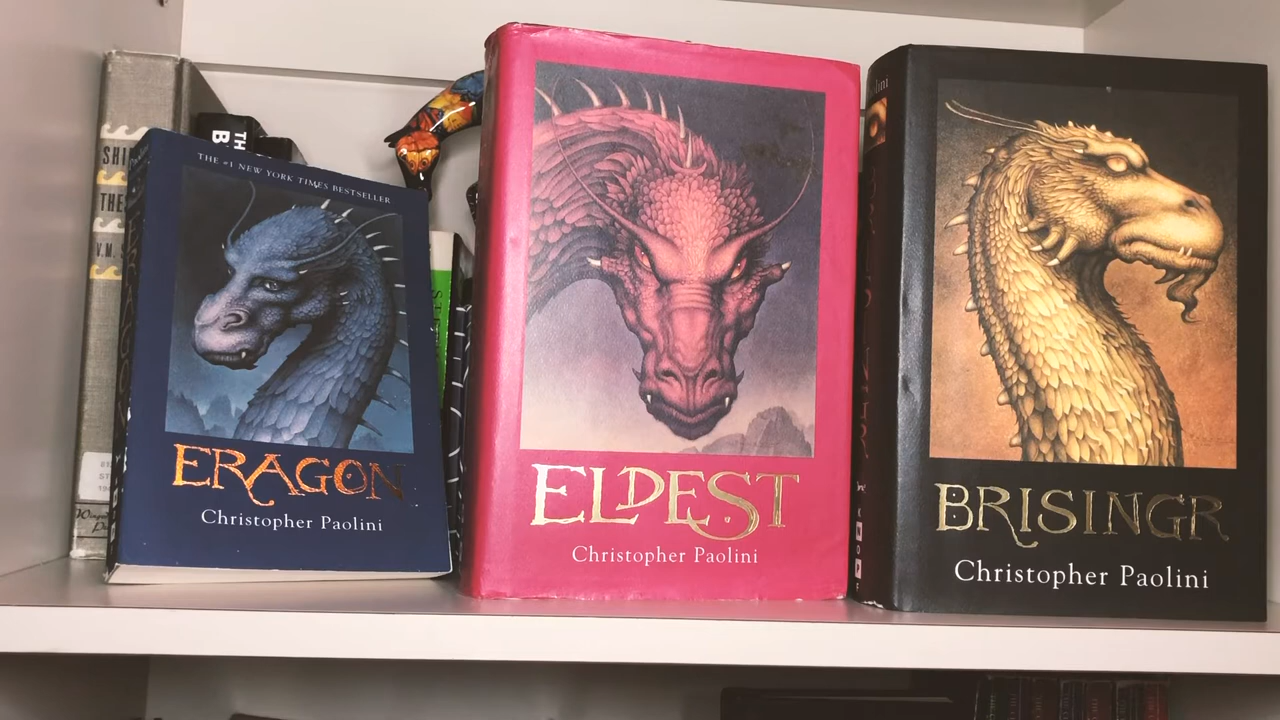 THE #1 NEW YORK TIMES BESTSELLER
ERAGON
Christopher Paolini
ELDEST
Christopher Paolini
BRISINGR
Christopher Paolini